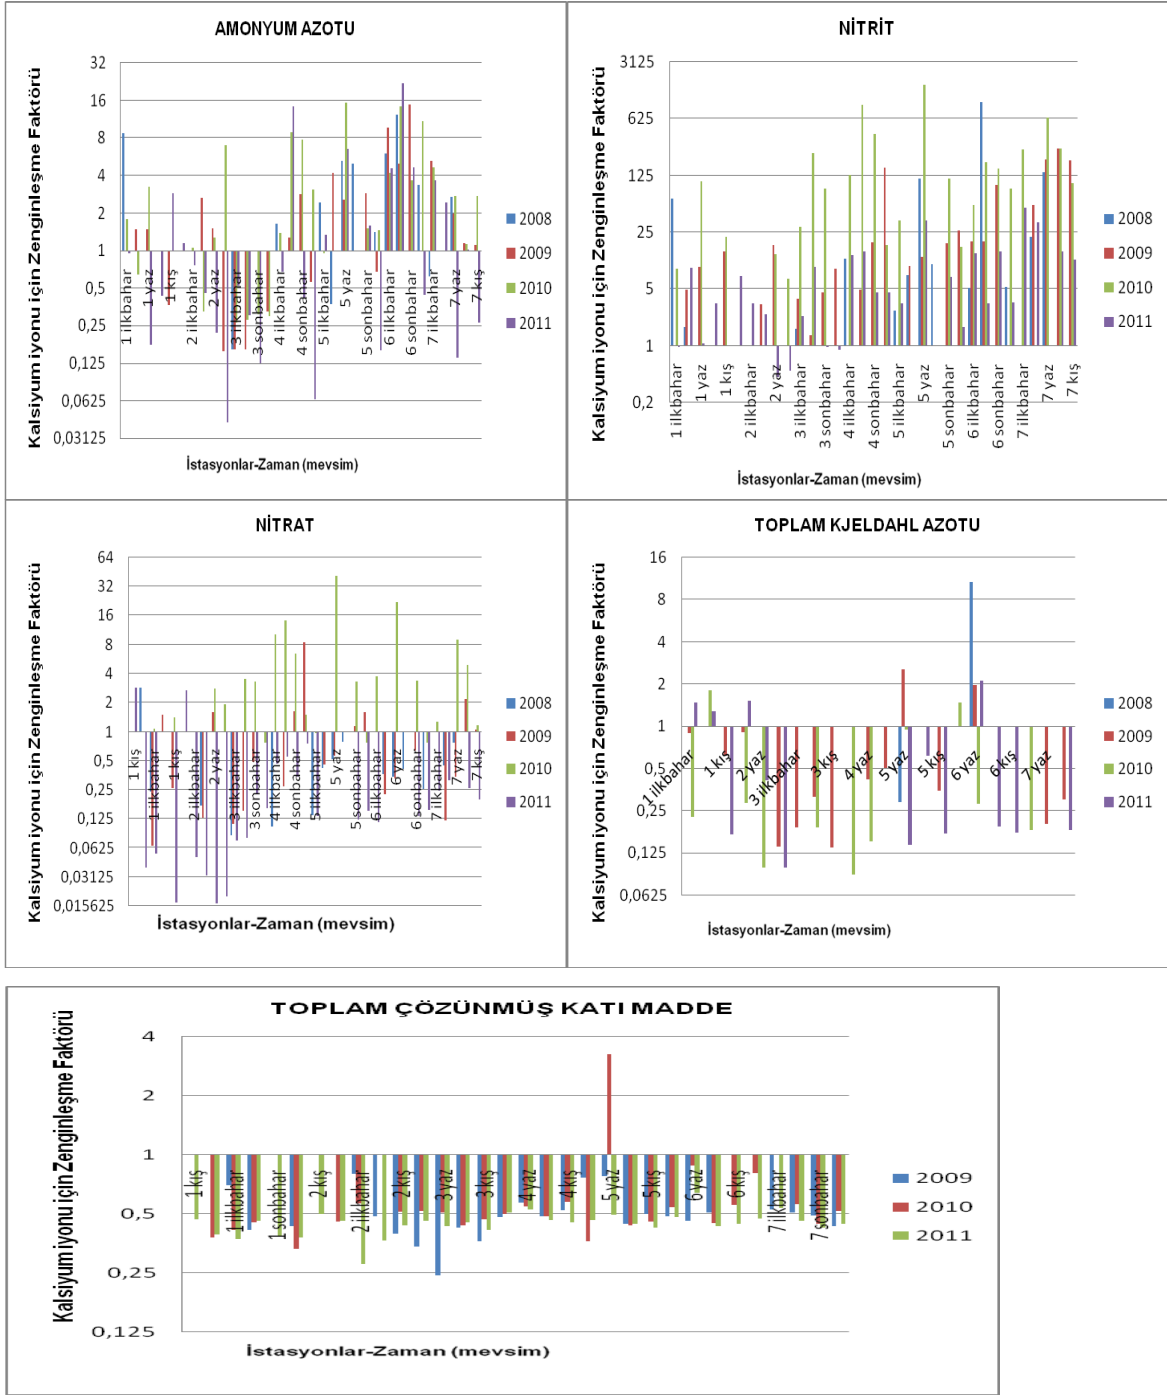 AMONYUM AZOTU
Kalsiyum iyonu için Zenginleşme Faktörü
32
16
8
4
2
1
0,5
0,25
0,125
0,0625
0,03125
1 ilkbahar
1 yaz
1 kış
2 ilkbahar
2 yaz
3 ilkbahar
3 sonbahar
4 ilkbahar
4 sonbahar
5 ilkbahar
5 yaz
5 sonbahar
6 ilkbahar
6 sonbahar
7 ilkbahar
7 yaz
7 kış
2008
2009
2010
2011
İstasyonlar-Zaman (mevsim)
NİTRİT
Kalsiyum iyonu için Zenginleşme Faktörü
3125
625
125
25
5
1
0,2
1 ilkbahar
1 yaz
1 kış
2 ilkbahar
2 yaz
3 ilkbahar
3 sonbahar
4 ilkbahar
4 sonbahar
5 ilkbahar
5 yaz
5 sonbahar
6 ilkbahar
6 sonbahar
7 ilkbahar
7 yaz
7 kış
2008
2009
2010
2011
İstasyonlar-Zaman (mevsim)
NİTRAT
Kalsiyum iyonu için Zenginleşme Faktörü
64
32
16
8
4
2
1
0,5
0,25
0,125
0,0625
0,03125
0,015625
1 kış
1 ilkbahar
1 kış
2 ilkbahar
2 yaz
3 ilkbahar
3 sonbahar
4 ilkbahar
4 sonbahar
5 ilkbahar
5 yaz
5 sonbahar
6 ilkbahar
6 yaz
6 sonbahar
7 ilkbahar
7 yaz
7 kış
2008
2009
2010
2011
İstasyonlar-Zaman (mevsim)
TOPLAM KJELDAHL AZOTU
Kalsiyum iyonu için Zenginleşme Faktörü
16
8
4
2
1
0,5
0,25
0,125
0,0625
1 ilkbahar
1 kış
2 yaz
3 ilkbahar
3 kış
4 yaz
5 yaz
5 kış
6 yaz
6 kış
7 yaz
2008
2009
2010
2011
İstasyonlar-Zaman (mevsim)
TOPLAM ÇÖZÜNMÜŞ KATI MADDE
Kalsiyum iyonu için Zenginleşme Faktörü
4
2
1
0,5
0,25
0,125
1 kış
1 ilkbahar
1 sonbahar
2 kış
2 ilkbahar
2 kış
3 yaz
3 kış
4 yaz
4 kış
5 yaz
5 kış
6 yaz
6 kış
7 ilkbahar
7 sonbahar
2009
2010
2011
İstasyonlar-Zaman (mevsim)